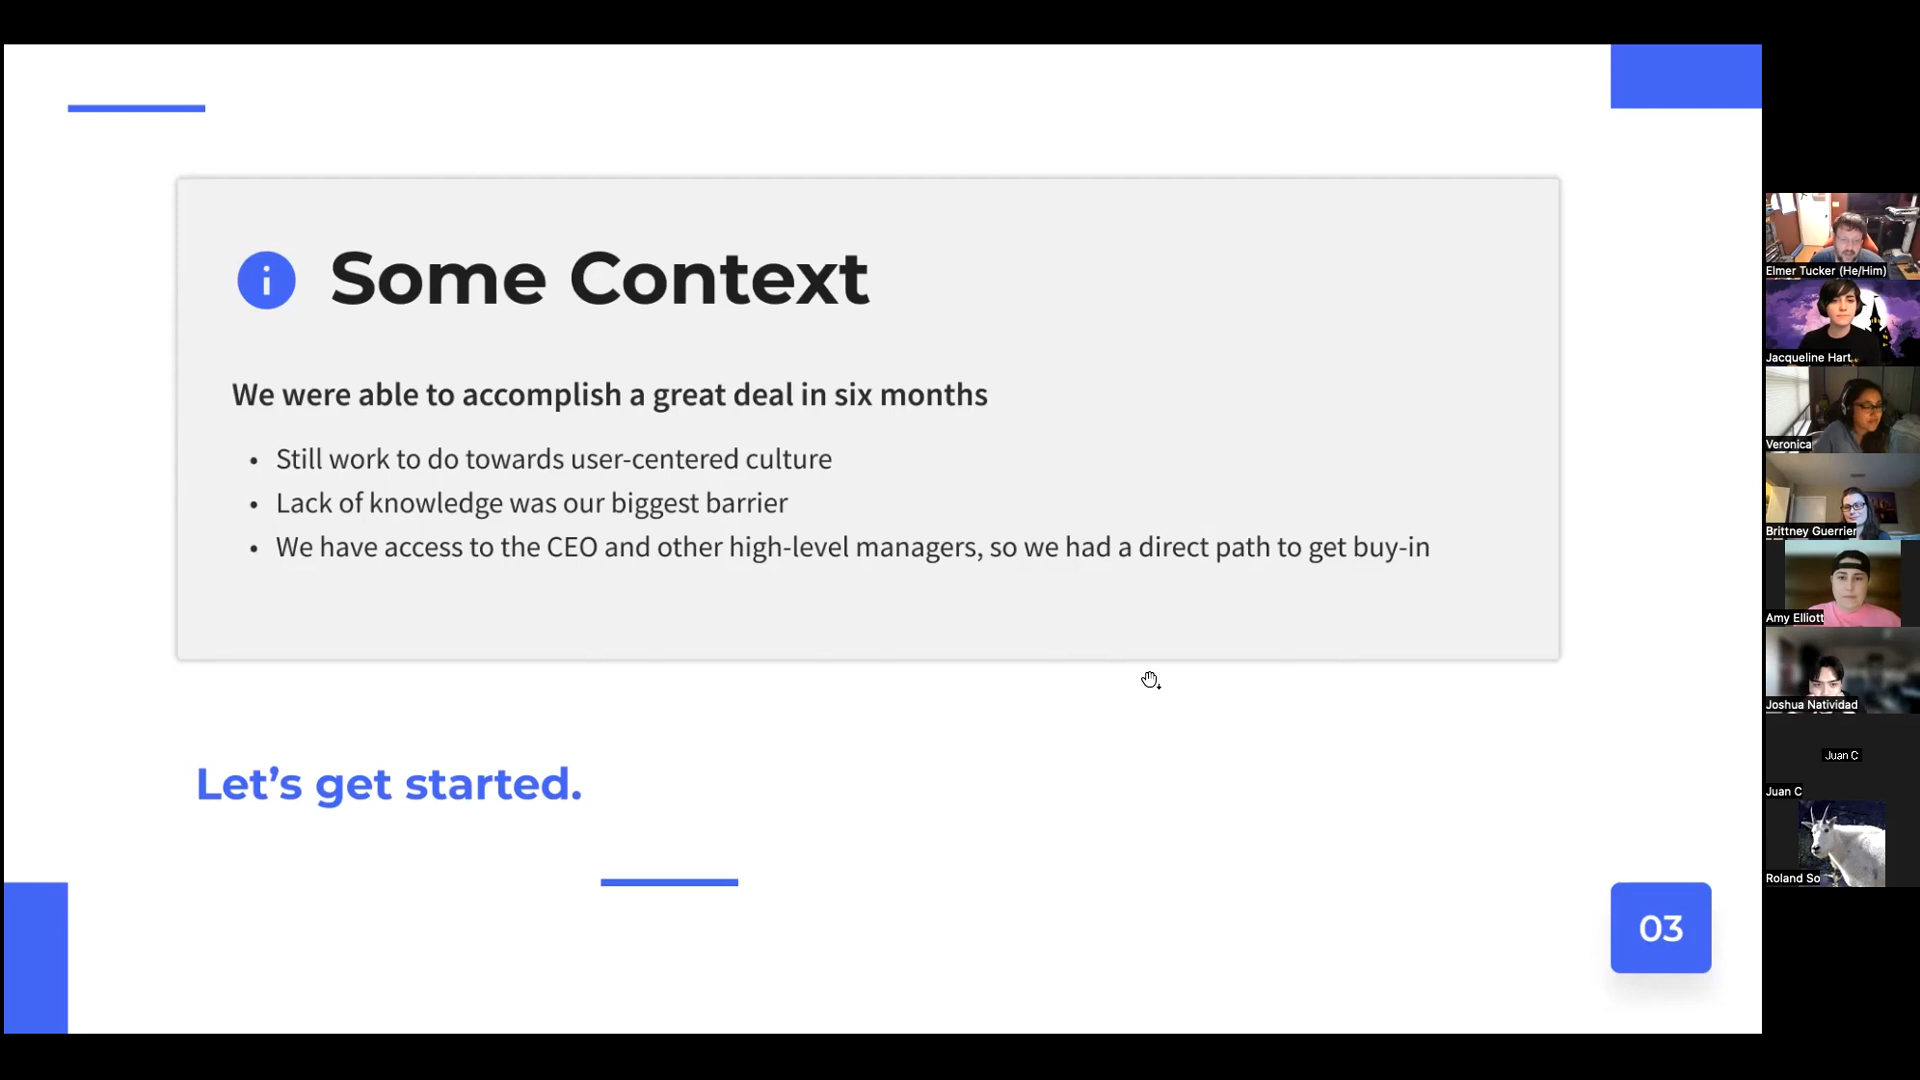 Some Context
We were able to accomplish a great deal in six months
• Still work to do towards user-centered culture
• Lack of knowledge was our biggest barrier
• We have access to the CEO and other high-level managers, so we had a direct path to get buy-in
Let’s get started.
03
Elmer Tucker (He/Him)
Jacqueline Hart
Veronica
Brittney Guerrier
Amy Elliott
Joshua Natividad
Juan C
Juan C
Roland So